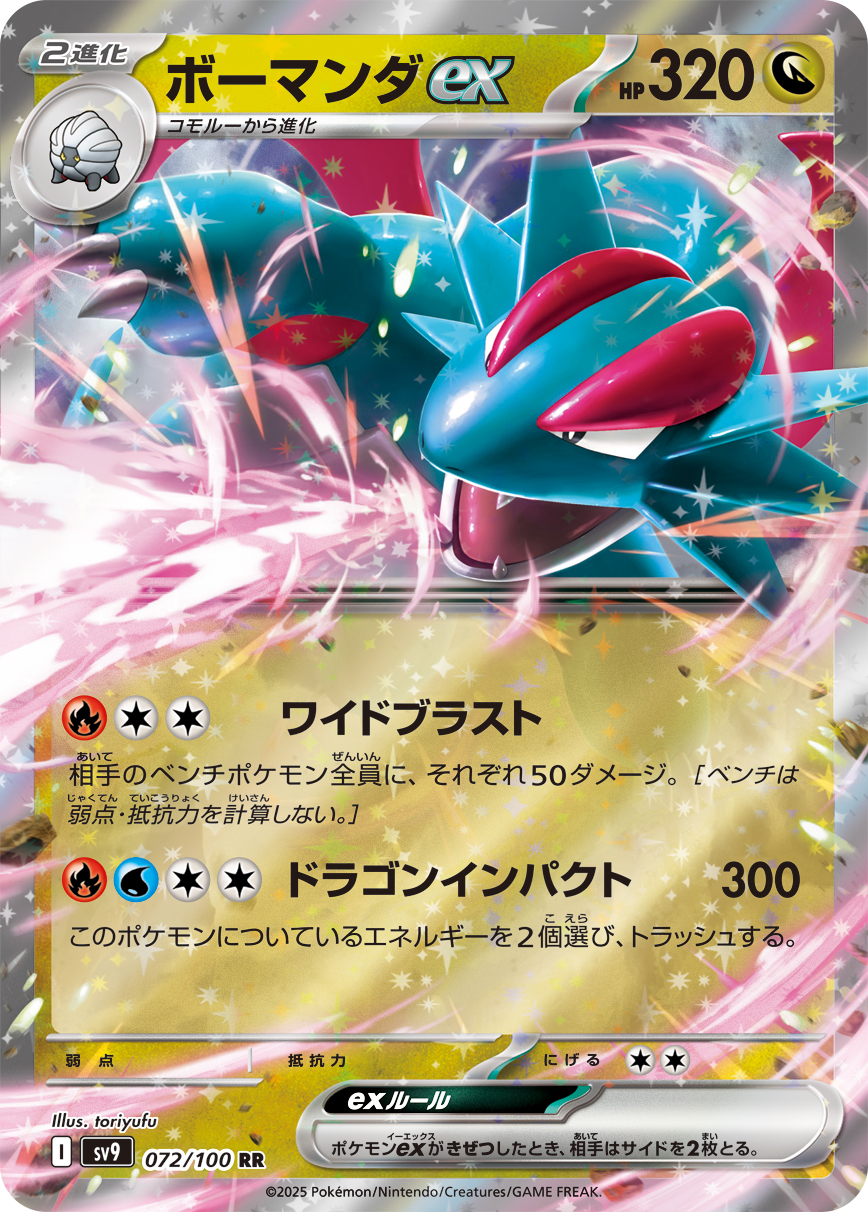 2進化
ボーマンダex
HP 320
コモルーから進化
ワイドブラスト
相手のベンチポケモン全員に、それぞれ50ダメージ。[ベンチは
弱点・抵抗力を計算しない。]
ドラゴンインパクト 300
このポケモンについているエネルギーを2個選び、トラッシュする。
弱点 抵抗力 にげる
exルール
ポケモンexがきぜつしたとき、相手はサイドを2枚とる。
Illus. toriyufu
I sv9 072/100 RR
©2025 Pokémon/Nintendo/Creatures/GAME FREAK.